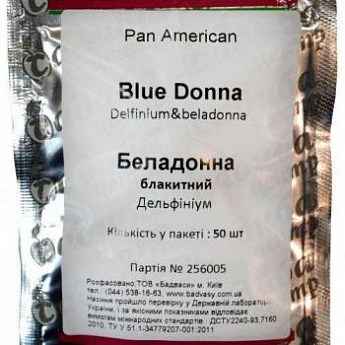 Pan American
Blue Donna
Delfinium&beladonna
Беладонна
блакитний
Дельфініум
Кількість у пакеті : 50 шт
Партія № 256005
Розфасовано:ТОВ «Бадваси» м. Київ
тел.: (044) 538-16-63, www.badvasy.com.ua
Насіння пройшло перевірку у Державній лаборатор
України, і за якісними показниками відповідає
вимогам міжнародних стандартів : ДСТУ2240-93,7160
2010, ТУ У 51.1-34779207-001:2011